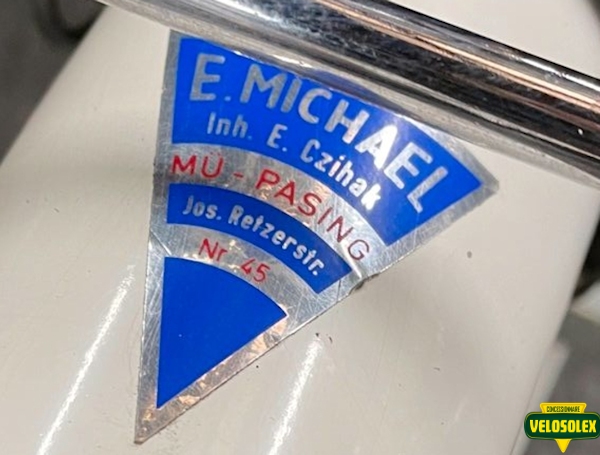 E. MICHAEL
Inh. E. Czihak
MÜ - PASING
Jos. Retzerstr.
Nr 45
CONCESSIONNAIRE
VELOSOLEX